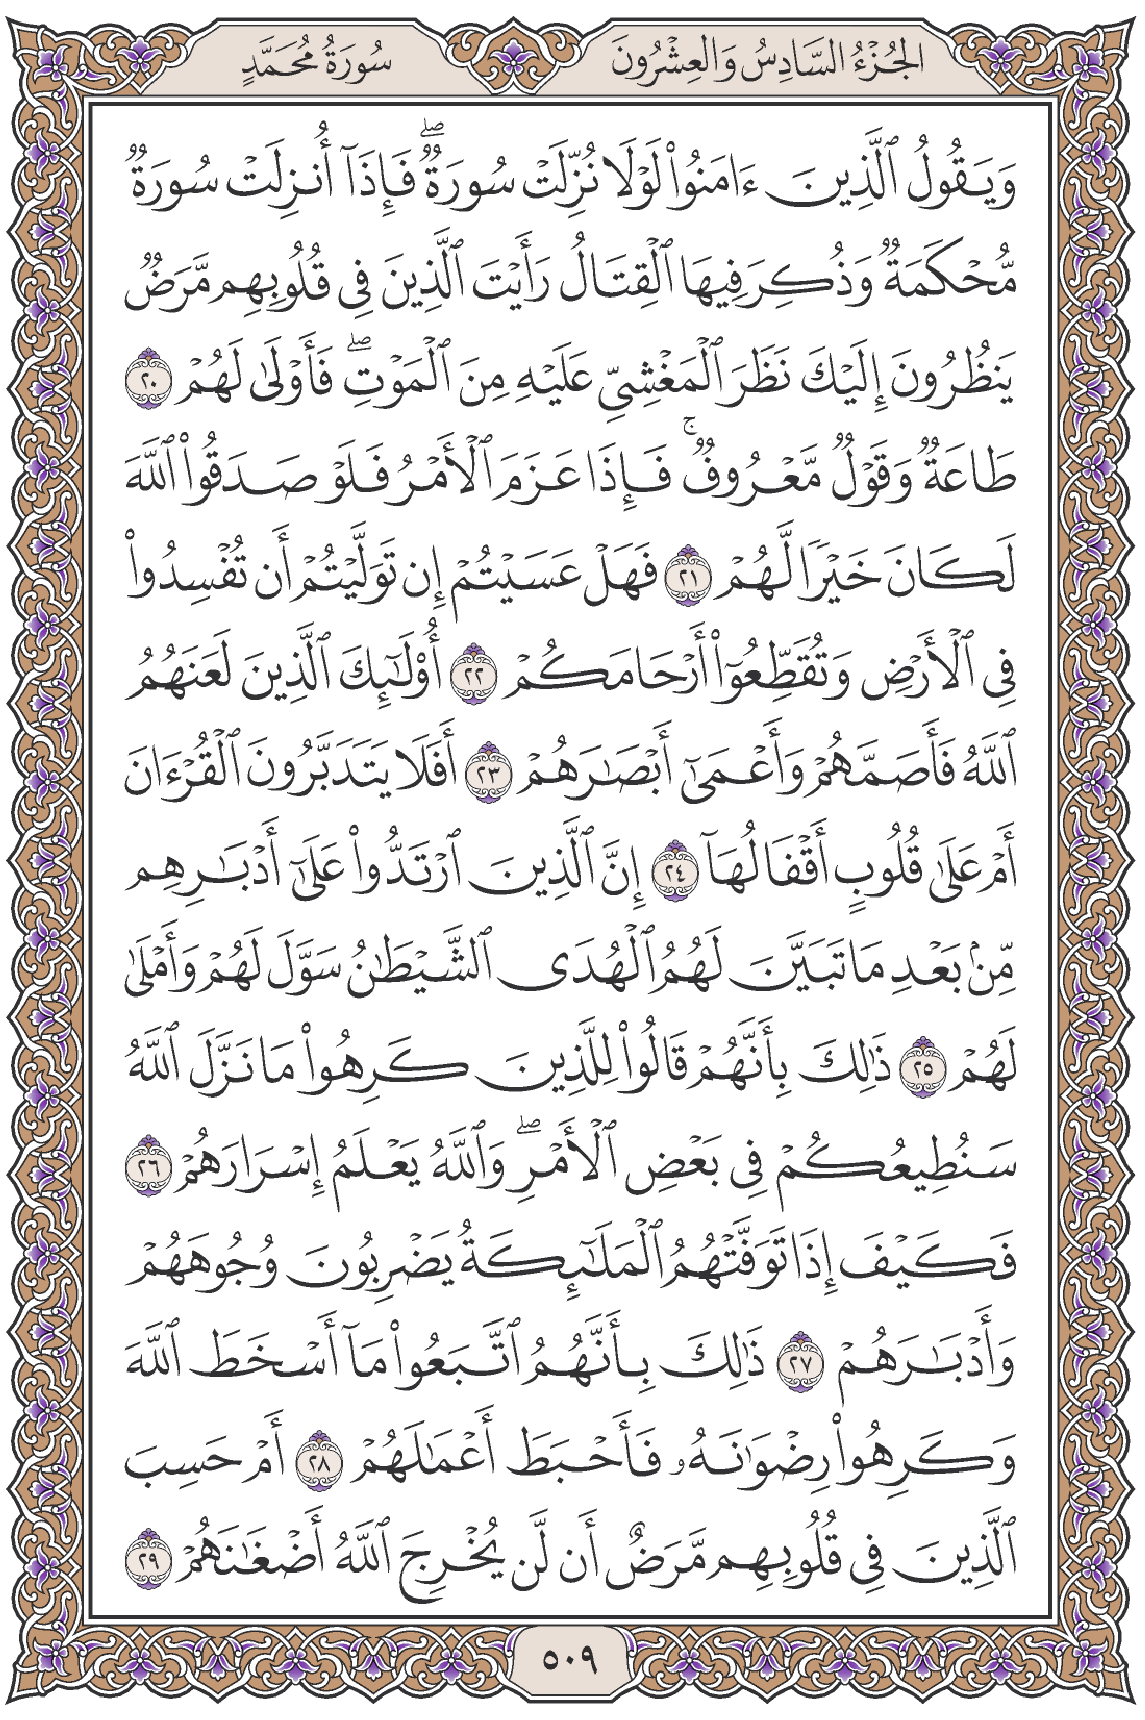 الجُزْءُ السَّادِسُ وَالْعِشْرُونَ
سُورَةُ مُحَمَّدٍ
وَيَقُولُ ٱلَّذِينَ ءَامَنُوا۟ لَوْلَا نُزِّلَتْ سُورَةٌۖ فَإِذَآ أُنزِلَتْ سُورَةٌ
مُّحْكَمَةٌ وَذُكِرَ فِيهَا ٱلْقِتَالُ رَأَيْتَ ٱلَّذِينَ فِى قُلُوبِهِم مَّرَضٌ
يَنظُرُونَ إِلَيْكَ نَظَرَ ٱلْمَغْشِىِّ عَلَيْهِ مِنَ ٱلْمَوْتِۖ فَأَوْلَىٰ لَهُمْ ٢٠
طَاعَةٌ وَقَوْلٌ مَّعْرُوفٌۚ فَإِذَا عَزَمَ ٱلْأَمْرُ فَلَوْ صَدَقُوا۟ ٱللَّهَ
لَكَانَ خَيْرًا لَّهُمْ ٢١ فَهَلْ عَسَيْتُمْ إِن تَوَلَّيْتُمْ أَن تُفْسِدُوا۟
فِى ٱلْأَرْضِ وَتُقَطِّعُوٓا۟ أَرْحَامَكُمْ ٢٢ أُو۟لَـٰٓئِكَ ٱلَّذِينَ لَعَنَهُمُ
ٱللَّهُ فَأَصَمَّهُمْ وَأَعْمَىٰٓ أَبْصَـٰرَهُمْ ٢٣ أَفَلَا يَتَدَبَّرُونَ ٱلْقُرْءَانَ
أَمْ عَلَىٰ قُلُوبٍ أَقْفَالُهَآ ٢٤ إِنَّ ٱلَّذِينَ ٱرْتَدُّوا۟ عَلَىٰٓ أَدْبَـٰرِهِم
مِّنۢ بَعْدِ مَا تَبَيَّنَ لَهُمُ ٱلْهُدَى ٱلشَّيْطَـٰنُ سَوَّلَ لَهُمْ وَأَمْلَىٰ
لَهُمْ ٢٥ ذَٰلِكَ بِأَنَّهُمْ قَالُوا۟ لِلَّذِينَ كَرِهُوا۟ مَا نَزَّلَ ٱللَّهُ
سَنُطِيعُكُمْ فِى بَعْضِ ٱلْأَمْرِۖ وَٱللَّهُ يَعْلَمُ إِسْرَارَهُمْ ٢٦
فَكَيْفَ إِذَا تَوَفَّتْهُمُ ٱلْمَلَـٰٓئِكَةُ يَضْرِبُونَ وُجُوهَهُمْ
وَأَدْبَـٰرَهُمْ ٢٧ ذَٰلِكَ بِأَنَّهُمُ ٱتَّبَعُوا۟ مَآ أَسْخَطَ ٱللَّهَ
وَكَرِهُوا۟ رِضْوَٰنَهُۥ فَأَحْبَطَ أَعْمَـٰلَهُمْ ٢٨ أَمْ حَسِبَ
ٱلَّذِينَ فِى قُلُوبِهِم مَّرَضٌ أَن لَّن يُخْرِجَ ٱللَّهُ أَضْغَـٰنَهُمْ ٢٩
٥٠٩